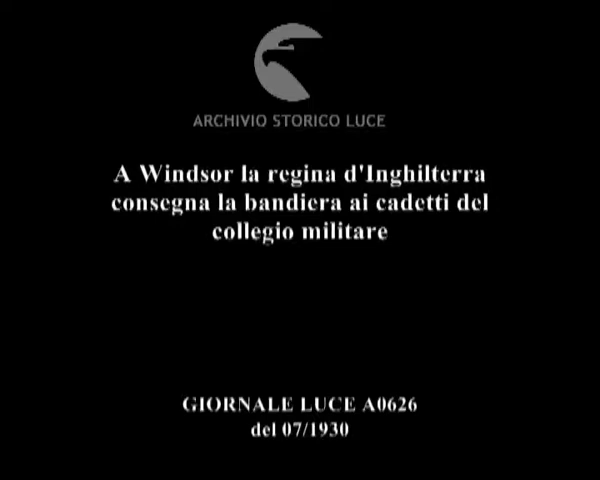 ARCHIVIO STORICO LUCE
A Windsor la regina d'Inghilterra
consegna la bandiera ai cadetti del
collegio militare
GIORNALE LUCE A0626
del 07/1930